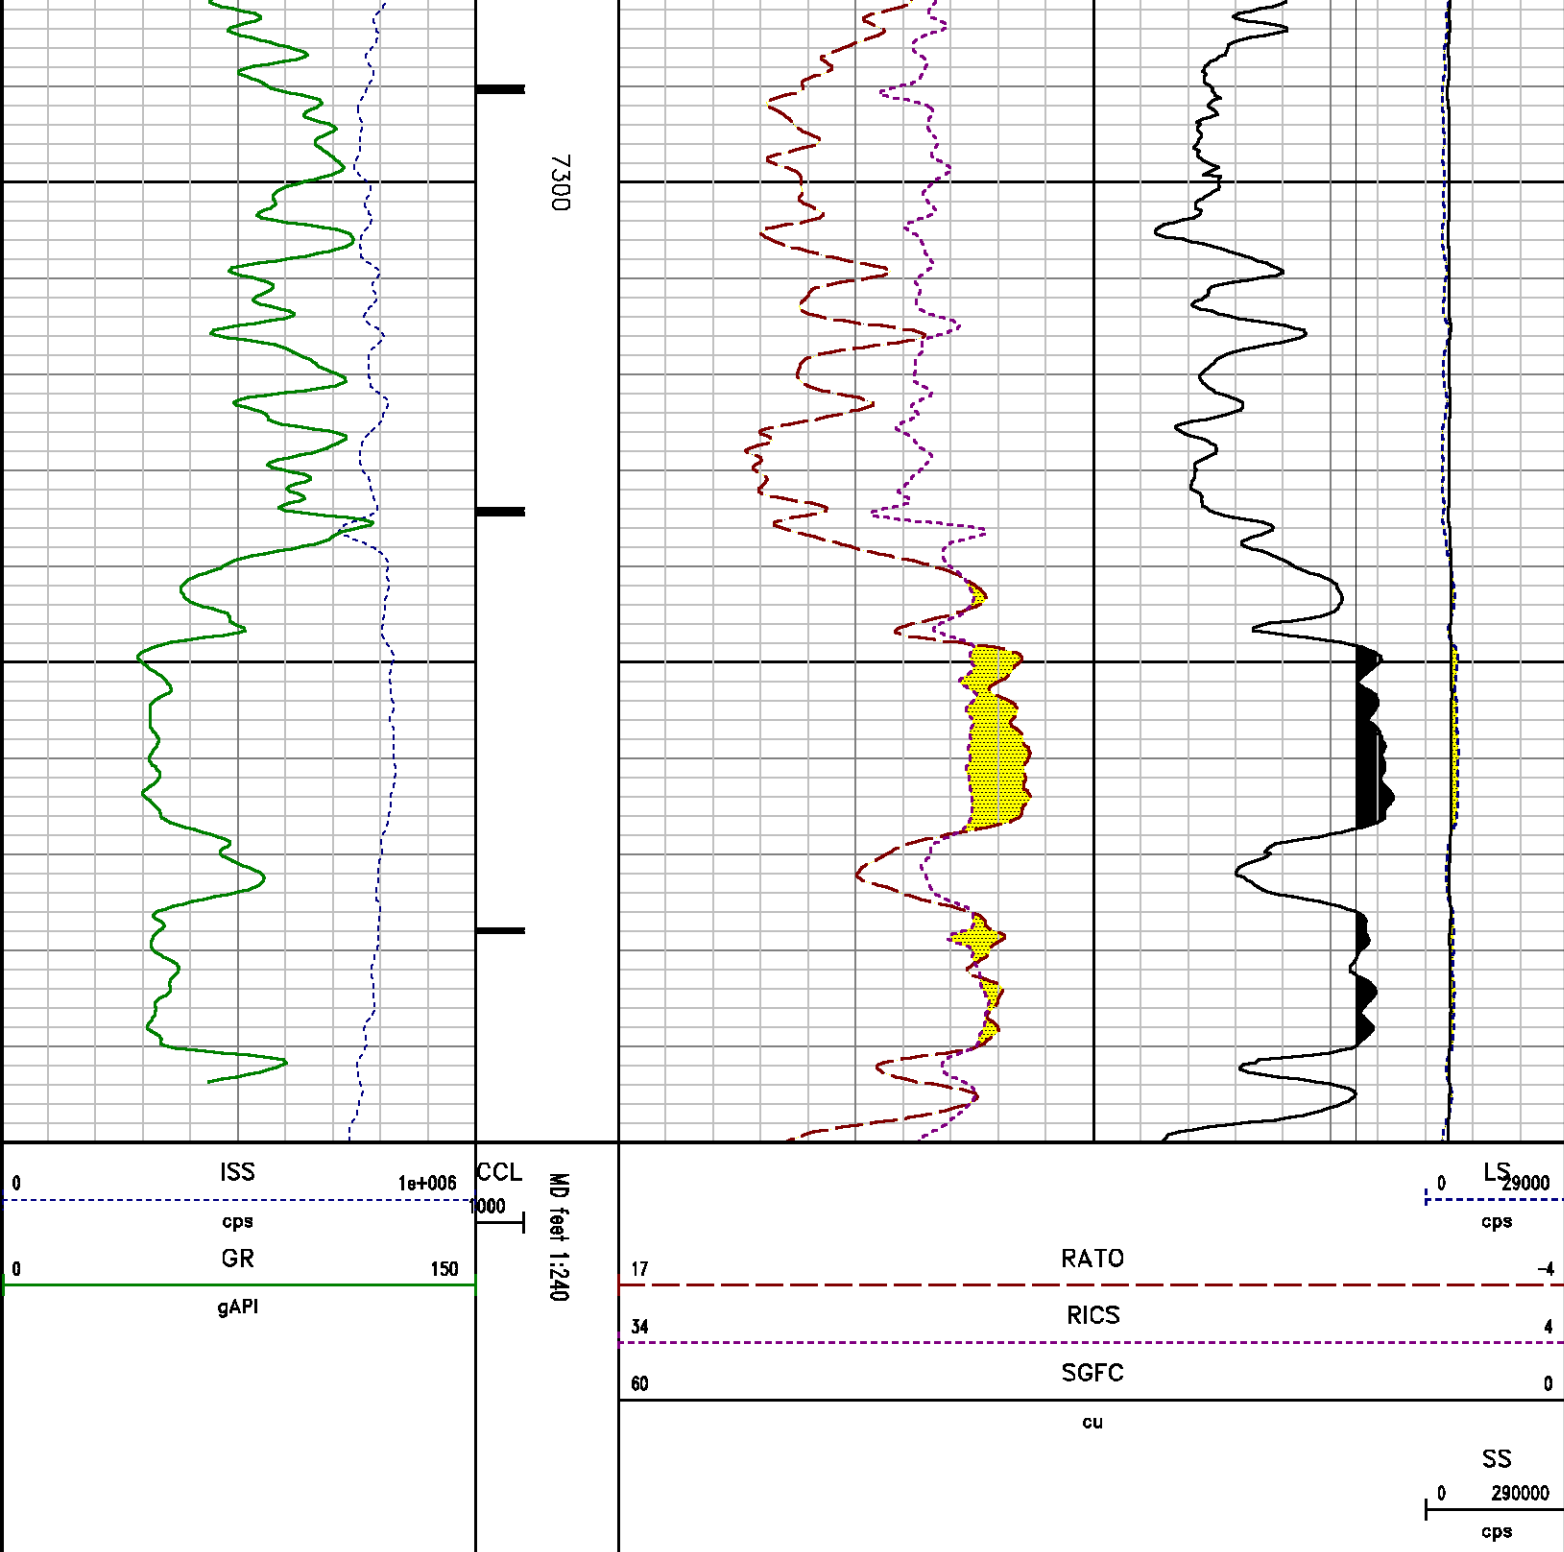 7300
ISS
0 1e+006
cps
GR
0 150
gAPI
CCL
1000
MD feet 1:240
LS
0 29000
cps
RATO
17 -4
RICS
34 4
SGFC
60 0
cu
SS
0 290000
cps